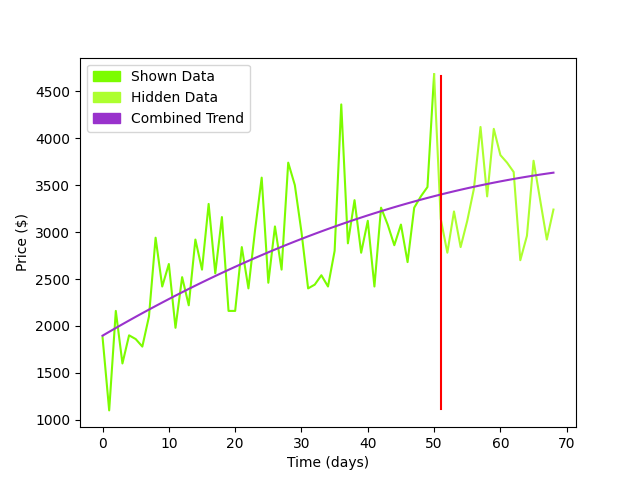 Shown Data
Hidden Data
Combined Trend
4500
4000
3500
3000
2500
2000
1500
1000
Price ($)
0 10 20 30 40 50 60 70
Time (days)